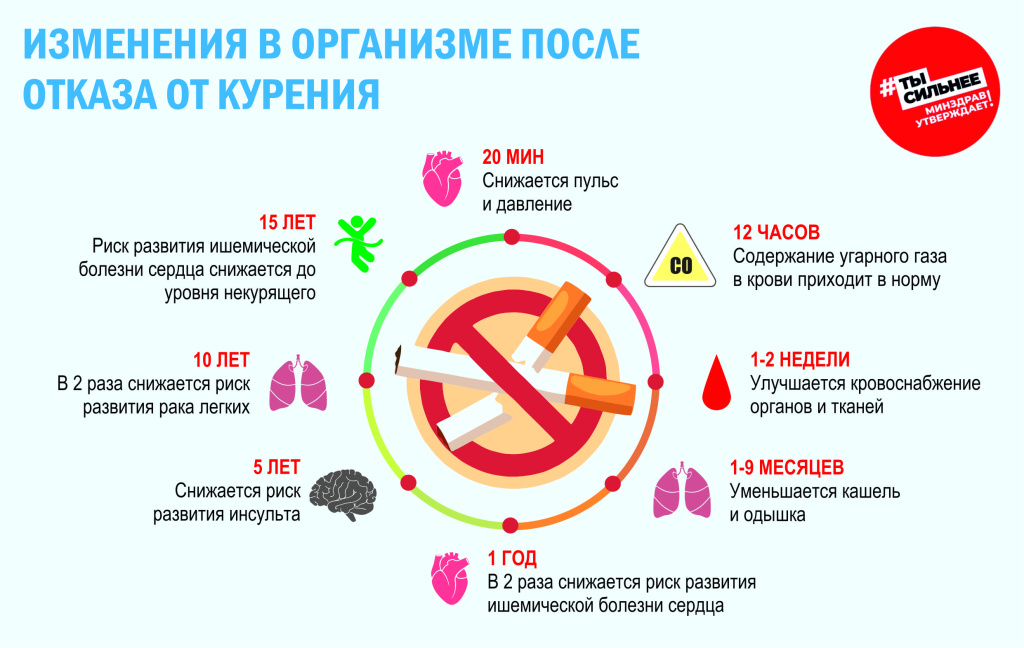 ИЗМЕНЕНИЯ В ОРГАНИЗМЕ ПОСЛЕ
ОТКАЗА ОТ КУРЕНИЯ
#ТЫ
СИЛЬНЕЕ
МИНЗДРАВ
УТВЕРЖДАЕТ!
20 МИН
Снижается пульс
и давление
CO
12 ЧАСОВ
Содержание угарного газа
в крови приходит в норму
1-2 НЕДЕЛИ
Улучшается кровоснабжение
органов и тканей
1-9 МЕСЯЦЕВ
Уменьшается кашель
и одышка
1 ГОД
В 2 раза снижается риск развития
ишемической болезни сердца
5 ЛЕТ
Снижается риск
развития инсульта
10 ЛЕТ
В 2 раза снижается риск
развития рака легких
15 ЛЕТ
Риск развития ишемической
болезни сердца снижается до
уровня некурящего